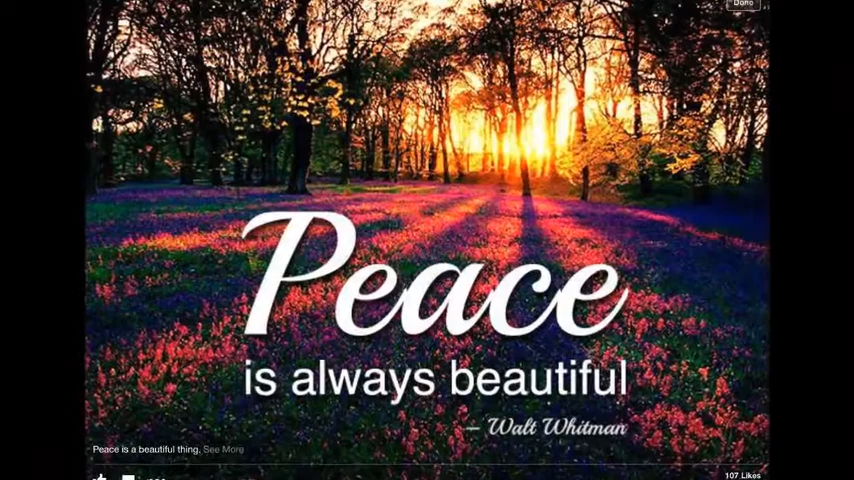 Done
Peace
is always beautiful
– Walt Whitman
Peace is a beautiful thing. See More
107 Likes